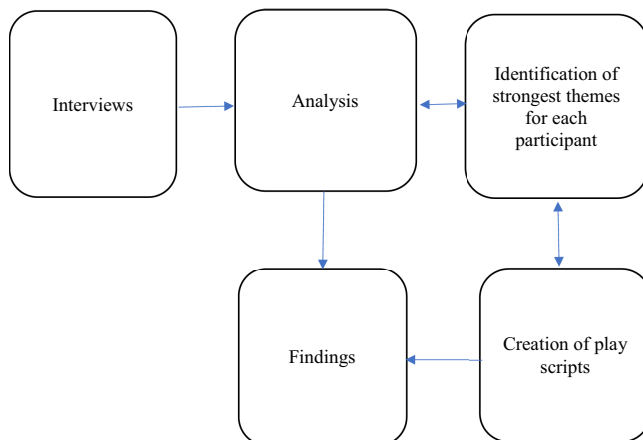 Interviews
Analysis
Identification of
strongest themes
for each
participant
Findings
Creation of play
scripts